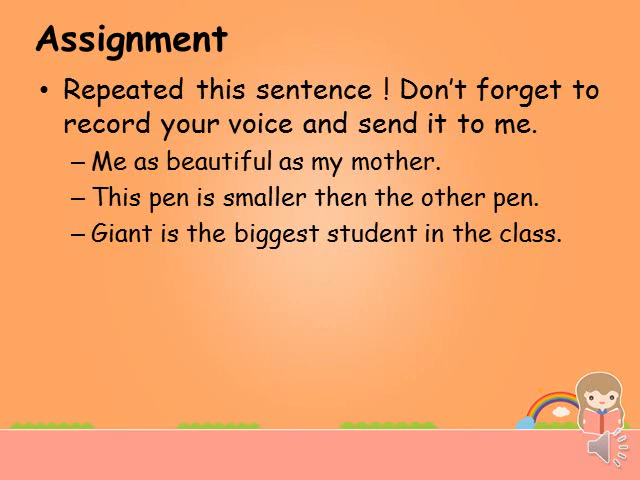 Assignment
• Repeated this sentence ! Don't forget to
record your voice and send it to me.
– Me as beautiful as my mother.
– This pen is smaller then the other pen.
– Giant is the biggest student in the class.